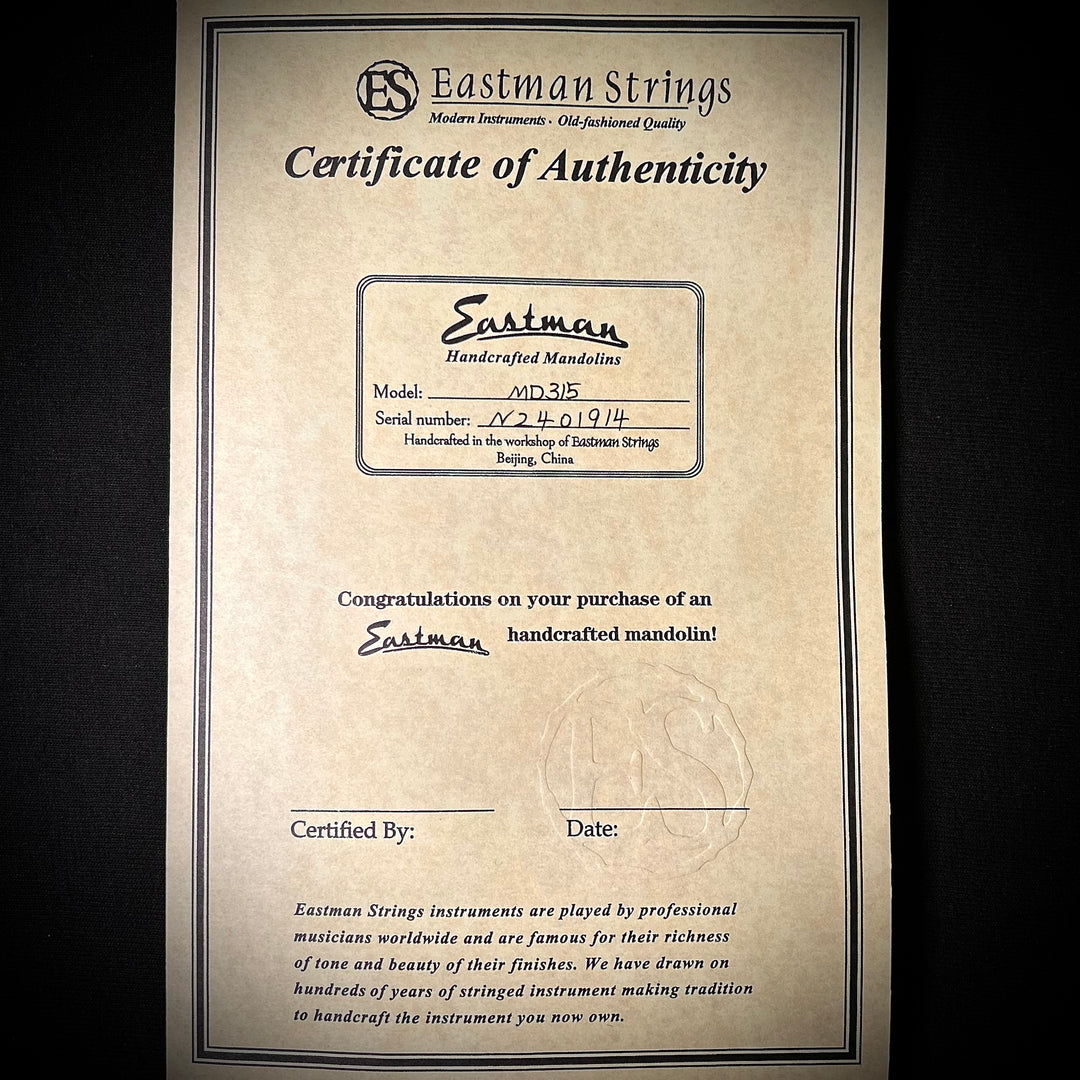 ES Eastman Strings
Modern Instruments · Old-fashioned Quality
Certificate of Authenticity
Eastman
Handcrafted Mandolins
Model: MD315
Serial number: N2401914
Handcrafted in the workshop of Eastman Strings
Beijing, China
Congratulations on your purchase of an
Eastman handcrafted mandolin!
ES
Certified By: Date:
Eastman Strings instruments are played by professional
musicians worldwide and are famous for their richness
of tone and beauty of their finishes. We have drawn on
hundreds of years of stringed instrument making tradition
to handcraft the instrument you now own.